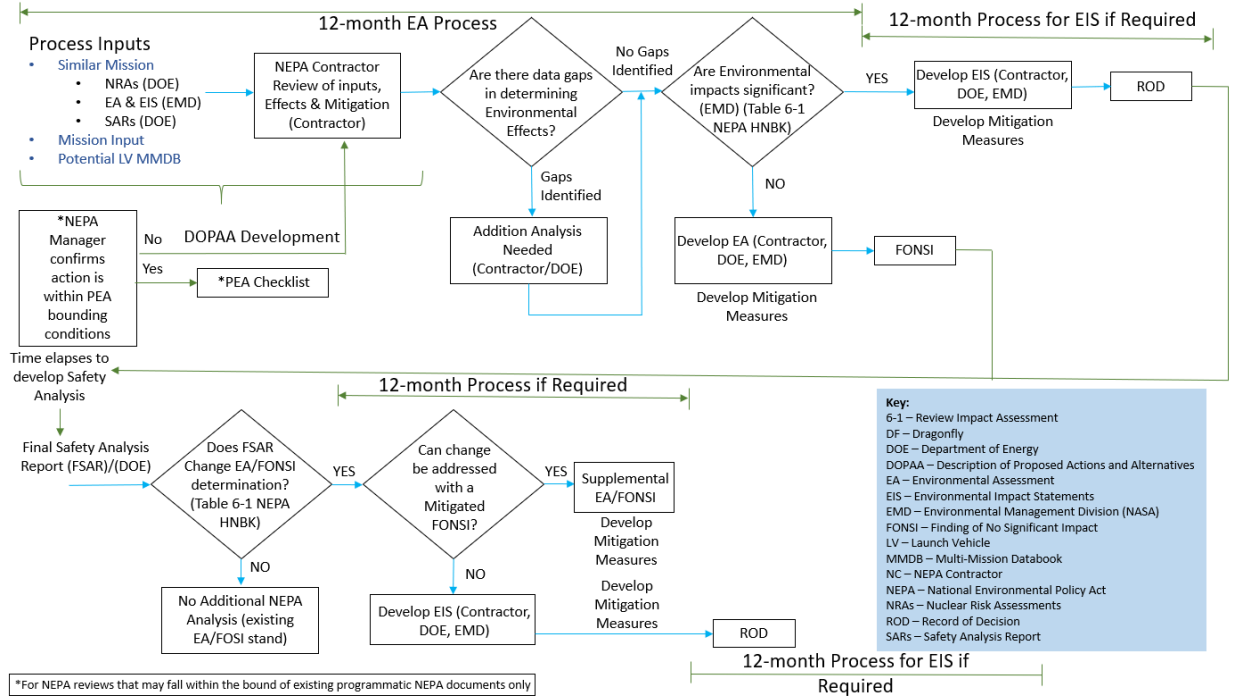 12-month EA Process
12-month Process for EIS if Required
Process Inputs
• Similar Mission
• NRAs (DOE)
• EA & EIS (EMD)
• SARs (DOE)
• Mission Input
• Potential LV MMDB
NEPA Contractor
Review of inputs,
Effects & Mitigation
(Contractor)
Are there data gaps
in determining
Environmental
Effects?
No Gaps
Identified
Are Environmental
impacts significant?
(EMD) (Table 6-1
NEPA HNBK)
YES
Develop EIS (Contractor,
DOE, EMD)
Develop Mitigation
Measures
ROD
Gaps
Identified
NO
*NEPA
Manager
confirms
action is
within PEA
bounding
conditions
No
DOPAA Development
Yes
*PEA Checklist
Addition Analysis
Needed
(Contractor/DOE)
Develop EA (Contractor,
DOE, EMD)
Develop Mitigation
Measures
FONSI
Time elapses to
develop Safety
Analysis
12-month Process if Required
Final Safety Analysis
Report (FSAR)/(DOE)
Does FSAR
Change EA/FONSI
determination?
(Table 6-1 NEPA
HNBK)
YES
Can change
be addressed
with a
Mitigated
FONSI?
YES
Supplemental
EA/FONSI
Develop
Mitigation
Measures
NO
No Additional NEPA
Analysis (existing
EA/FOSI stand)
NO
Develop EIS (Contractor,
DOE, EMD)
Develop
Mitigation
Measures
ROD
12-month Process for EIS if
Required
Key:
6-1 – Review Impact Assessment
DF – Dragonfly
DOE – Department of Energy
DOPAA – Description of Proposed Actions and Alternatives
EA – Environmental Assessment
EIS – Environmental Impact Statements
EMD – Environmental Management Division (NASA)
FONSI – Finding of No Significant Impact
LV – Launch Vehicle
MMDB – Multi-Mission Databook
NC – NEPA Contractor
NEPA – National Environmental Policy Act
NRAs – Nuclear Risk Assessments
ROD – Record of Decision
SARs – Safety Analysis Report
*For NEPA reviews that may fall within the bound of existing programmatic NEPA documents only